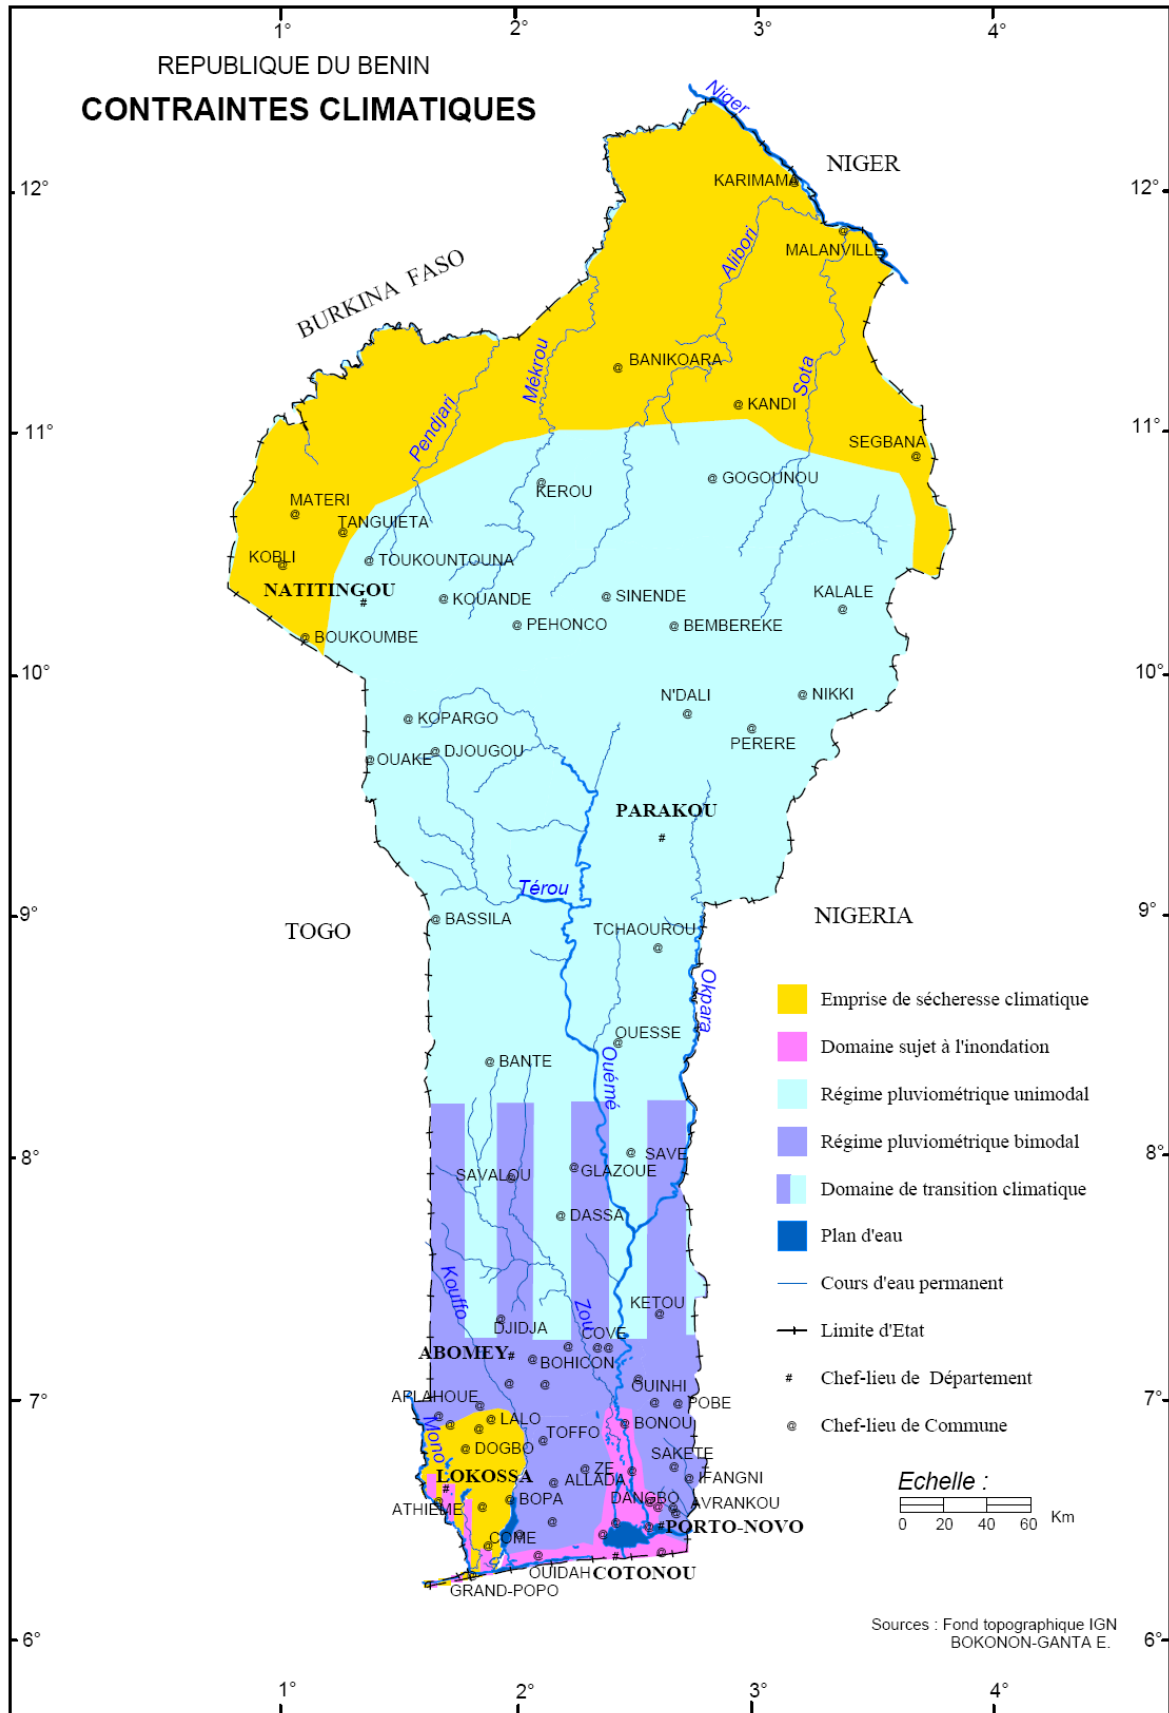 1°
2°
3°
4°
REPUBLIQUE DU BENIN
CONTRAINTES CLIMATIQUES
Niger
NIGER
12°
KARIMAMA
12°
MALANVILLE
Alibori
BURKINA FASO
Mékrou
BANIKOARA
Sota
KANDI
Pendjari
11°
11°
SEGBANA
GOGOUNOU
KEROU
MATERI
TANGUIETA
KOBLI
TOUKOUNTOUNA
NATITINGOU
KOUANDE
SINENDE
KALALE
PEHONCO
BEMBEREKE
BOUKOUMBE
10°
10°
N'DALI
NIKKI
KOPARGO
PERERE
DJOUGOU
OUAKE
PARAKOU
#
Térou
9°
TOGO
BASSILA
TCHAOUROU
NIGERIA
9°
Okpara
Emprise de sécheresse climatique
OUESSE
Domaine sujet à l'inondation
BANTE
Ouémé
Régime pluviométrique unimodal
Régime pluviométrique bimodal
8°
SAVE
8°
SAVALOU
GLAZOUE
Domaine de transition climatique
DASSA
Plan d'eau
Kouffo
Zou
Cours d'eau permanent
KETOU
DJIDJA
COVE
Limite d'Etat
ABOMEY#
BOHICON
# Chef-lieu de Département
OUINHI
7°
APLAHOUE
POBE
7°
LALO
BONOU
@ Chef-lieu de Commune
Mono
TOFFO
DOGBO
SAKETE
LOKOSSA
ZE
IFANGNI
ALLADA
Echelle :
DANGBO
AVRANKOU
ATHIEME
BOPA
0 20 40 60 Km
PORTO-NOVO
COME
OUIDAH
COTONOU
GRAND-POPO
Sources : Fond topographique IGN
BOKONON-GANTA E.
6°
6°
1°
2°
3°
4°